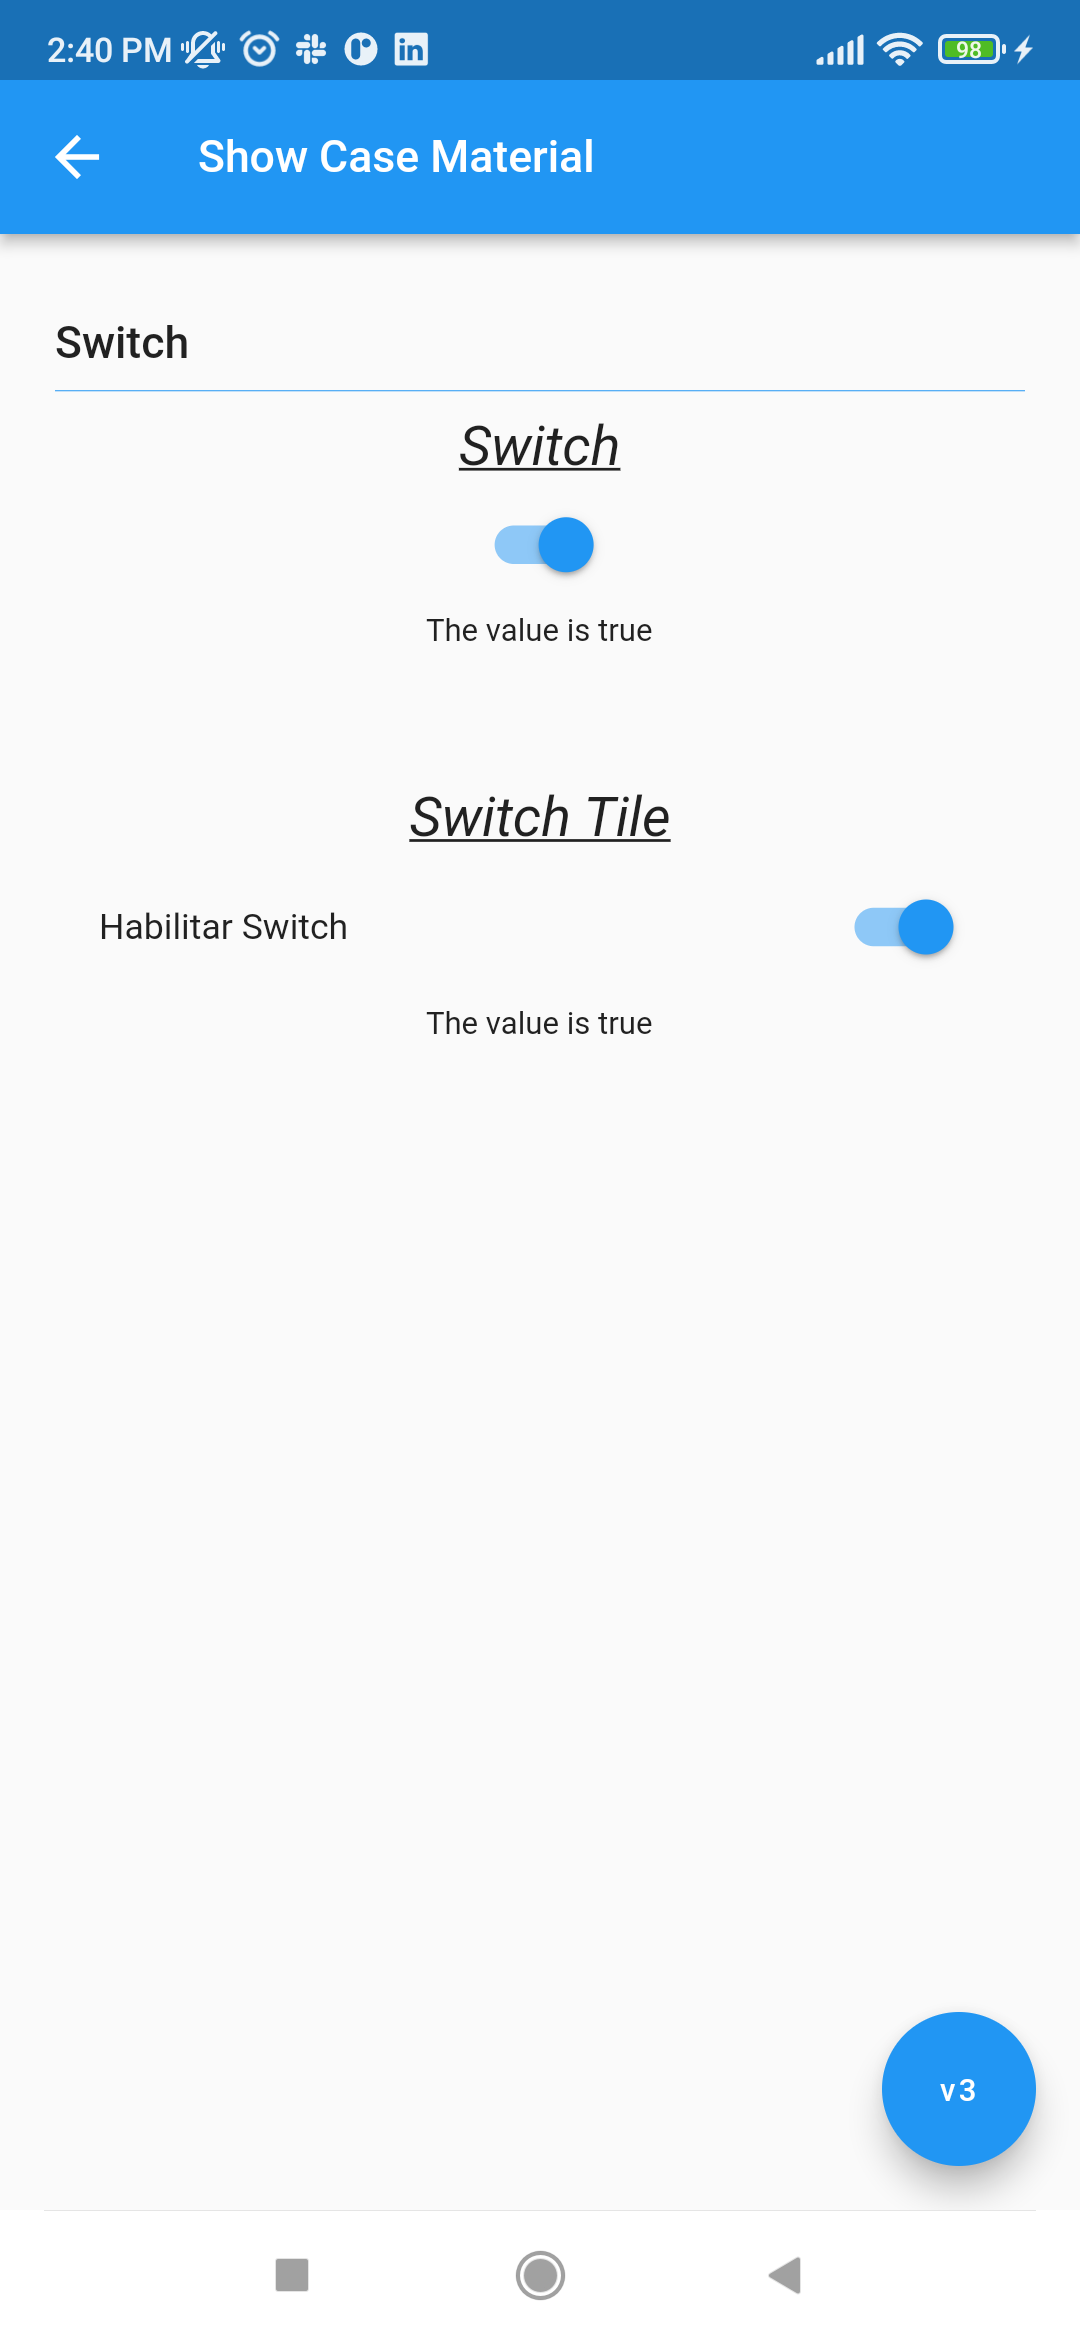 2:40 PM 98
Show Case Material
Switch
Switch
The value is true
Switch Tile
Habilitar Switch
The value is true
v3